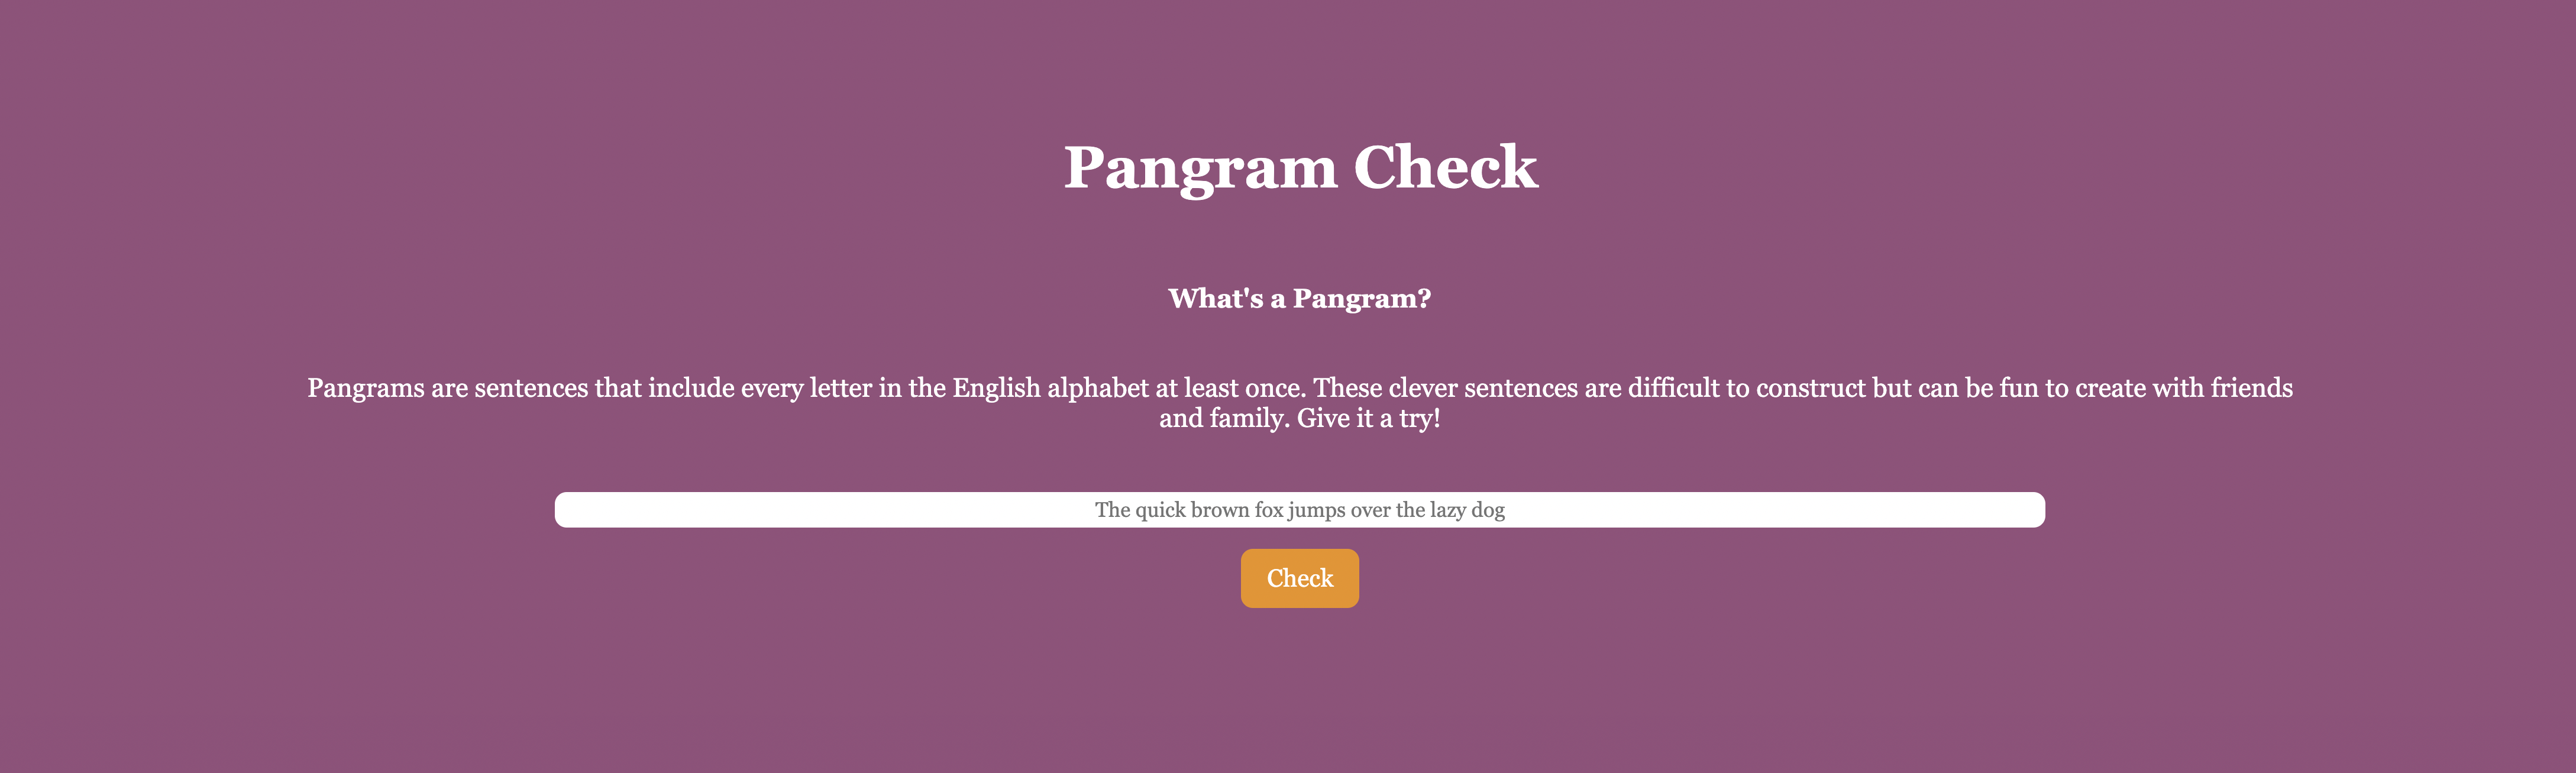 Pangram Check
What's a Pangram?
Pangrams are sentences that include every letter in the English alphabet at least once. These clever sentences are difficult to construct but can be fun to create with friends
and family. Give it a try!
The quick brown fox jumps over the lazy dog
Check